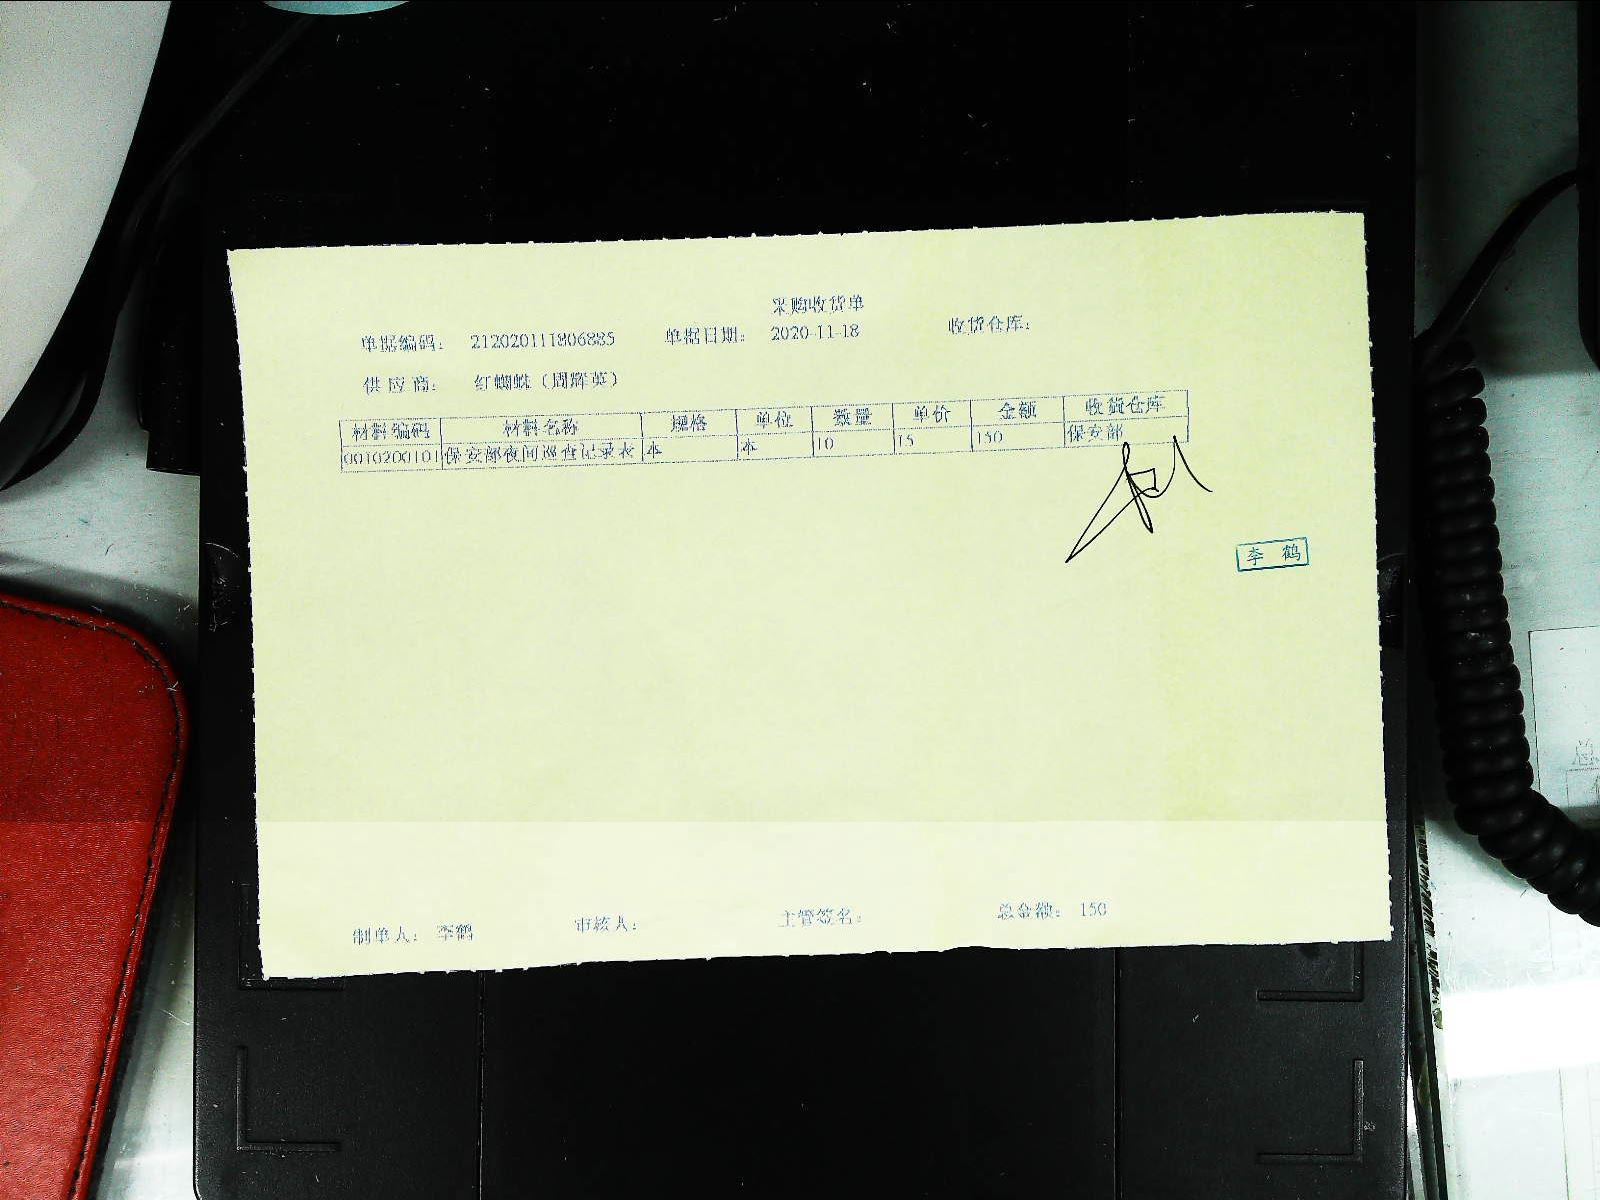 采购收货单
单据编码： 212020111806885 单据日期： 2020-11-18 收货仓库：
供应商： 红蜘蛛（周辉英）
材料编码 材料名称 规格 单位 数量 单价 金额 收货仓库
0010200101 保安部夜间巡查记录表 本 本 10 15 150 保安部
李鹤
总
制单人： 李鹤 审核人： 主管签名： 总金额： 150